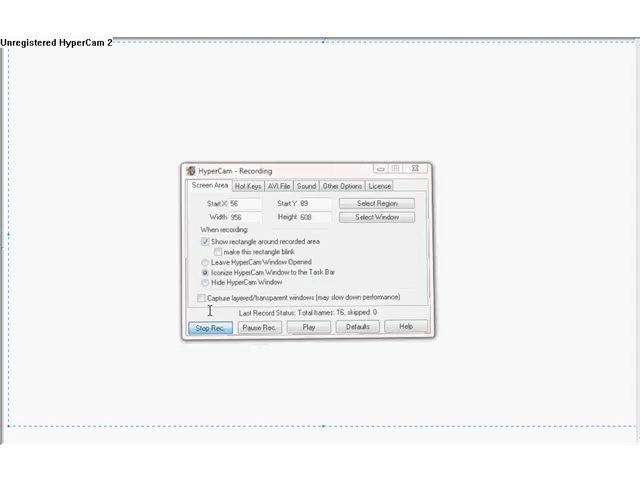 Unregistered HyperCam 2
HyperCam - Recording
Screen Area Hot Keys AVI File Sound Other Options License
Start X: 56 Start Y: 89 Select Region
Width 956 Height 608 Select Window
When recording:
Show rectangle around recorded area
make this rectangle blink
Leave HyperCam Window Opened
Iconize HyperCam Window to the Task Bar
Hide HyperCam Window
Capture layered/transparent windows (may slow down performance)
Last Record Status: Total frames: 16, skipped: 0
Stop Rec. Pause Rec. Play Defaults Help